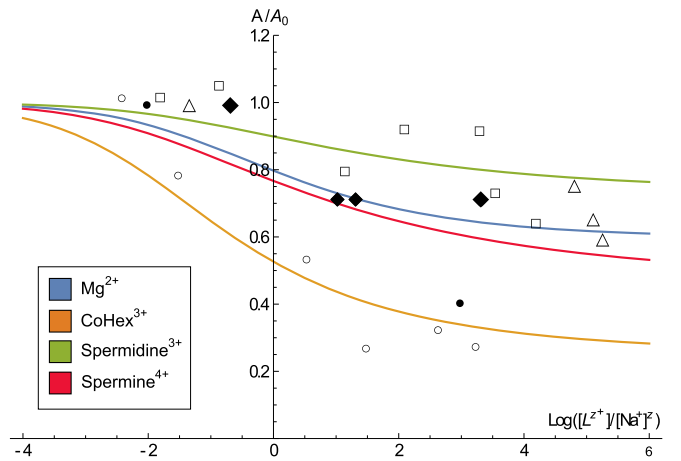 A/A₀
1.2
1.0
0.8
0.6
0.4
0.2
Mg²⁺
CoHex³⁺
Spermidine³⁺
Spermine⁴⁺
Log([Lᶻ⁺]/[Na⁺]ᶻ)
-4 -2 0 2 4 6